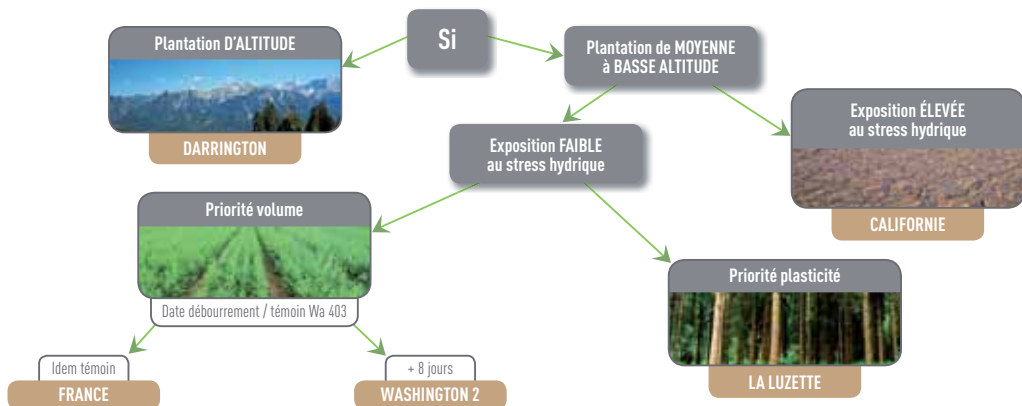 Si
Plantation D'ALTITUDE
DARRINGTON
Plantation de MOYENNE
à BASSE ALTITUDE
Exposition ÉLEVÉE
au stress hydrique
CALIFORNIE
Exposition FAIBLE
au stress hydrique
Priorité volume
Date débourrement / témoin Wa 403
Idem témoin
FRANCE
+ 8 jours
WASHINGTON 2
Priorité plasticité
LA LUZETTE